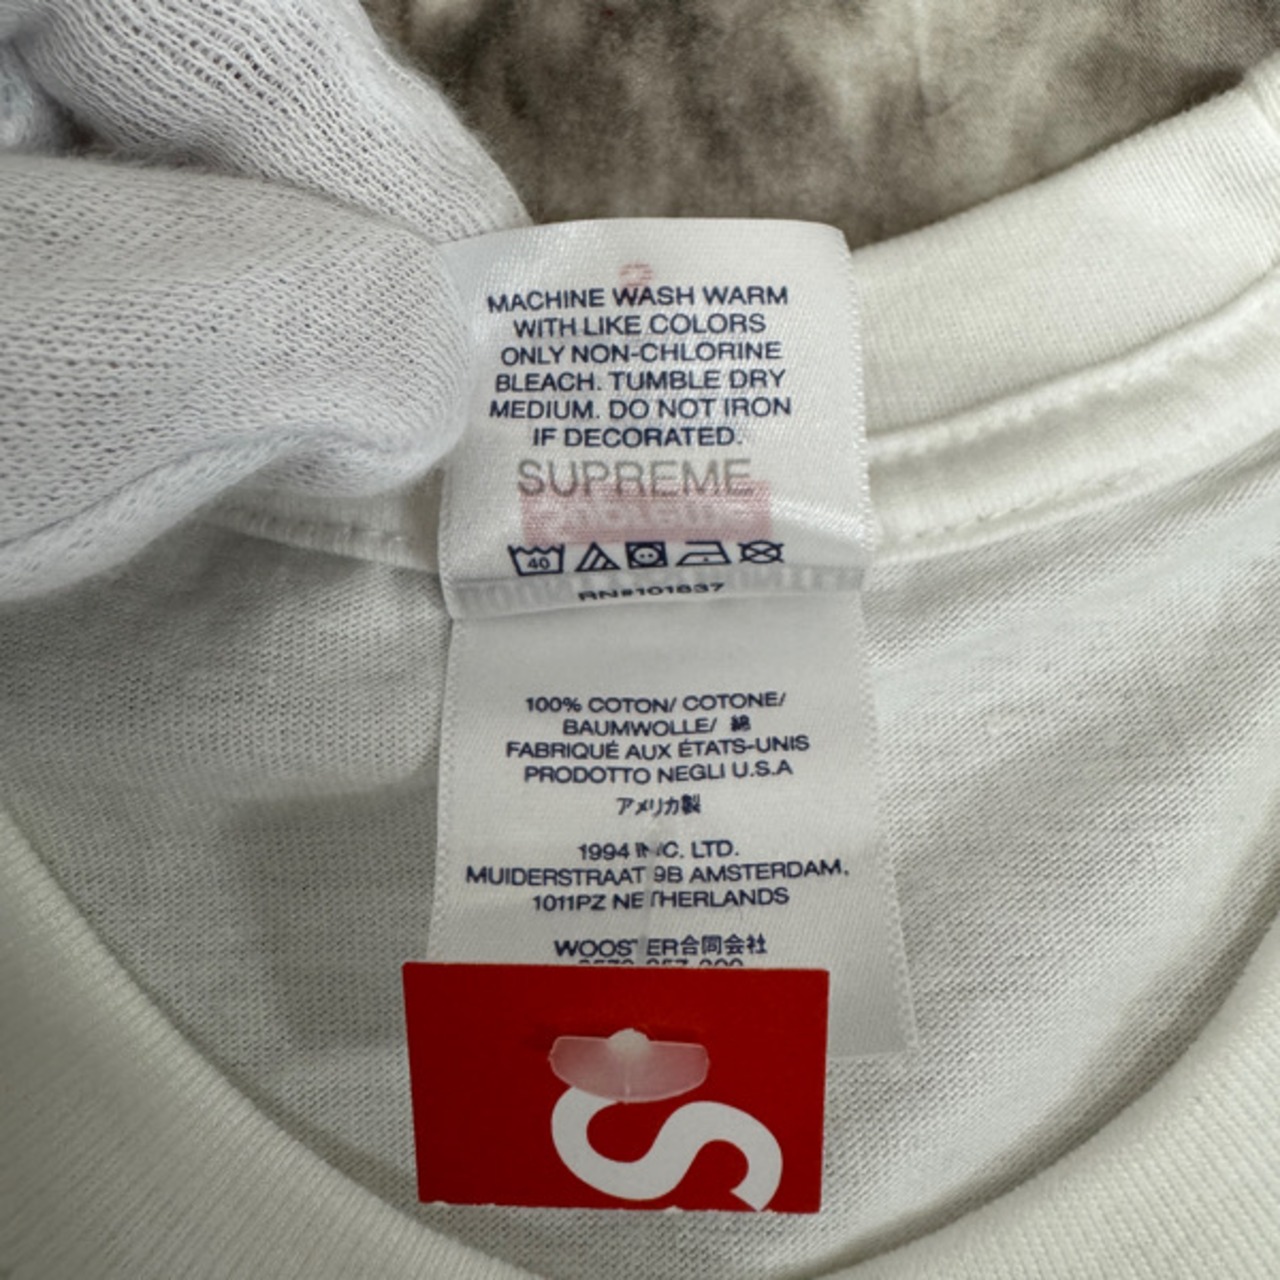 MACHINE WASH WARM
WITH LIKE COLORS
ONLY NON-CHLORINE
BLEACH. TUMBLE DRY
MEDIUM. DO NOT IRON
IF DECORATED.
SUPREME
40
RN#101837
100% COTON/ COTONE/
BAUMWOLLE/ 綿
FABRIQUÉ AUX ÉTATS-UNIS
PRODOTTO NEGLI U.S.A
アメリカ製
1994 INC. LTD.
MUIDERSTRAAT 9B AMSTERDAM,
1011PZ NETHERLANDS
WOOSTER合同会社
S